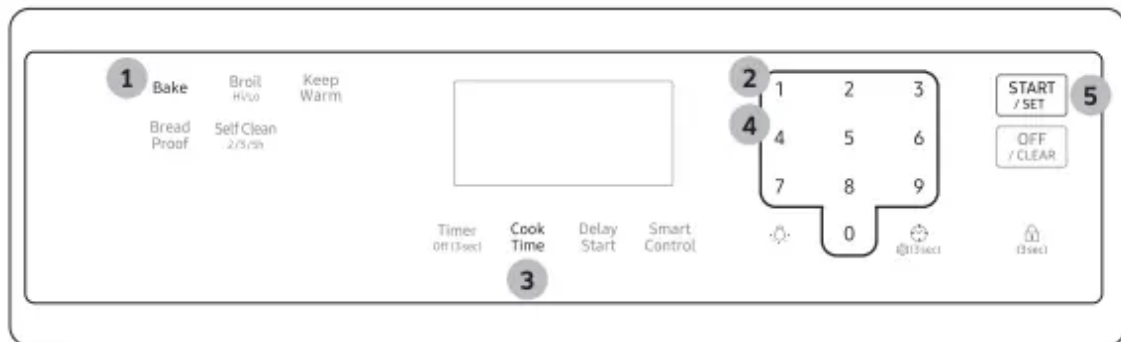 1 Bake Broil Keep
Hi/Lo Warm
Bread Self Clean
Proof 2/3/5h
Timer Cook Delay Smart
Off (3 sec) Time Start Control
3
2 1 2 3
4 4 5 6
7 8 9
0
(3 sec)
START 5
/ SET
OFF
/ CLEAR
(3 sec)